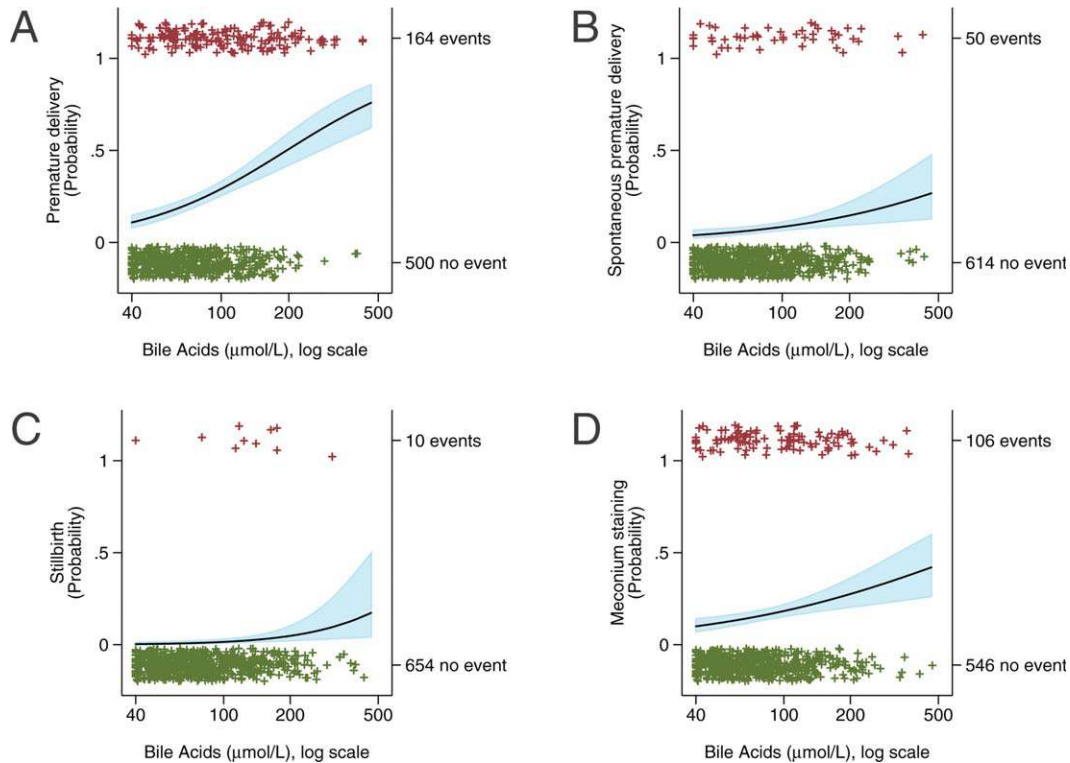 A
Premature delivery
(Probability)
1
.5
0
164 events
500 no event
40 100 200 500
Bile Acids (μmol/L), log scale
B
Spontaneous premature delivery
(Probability)
1
.5
0
50 events
614 no event
40 100 200 500
Bile Acids (μmol/L), log scale
C
Stillbirth
(Probability)
1
.5
0
10 events
654 no event
40 100 200 500
Bile Acids (μmol/L), log scale
D
Meconium staining
(Probability)
1
.5
0
106 events
546 no event
40 100 200 500
Bile Acids (μmol/L), log scale